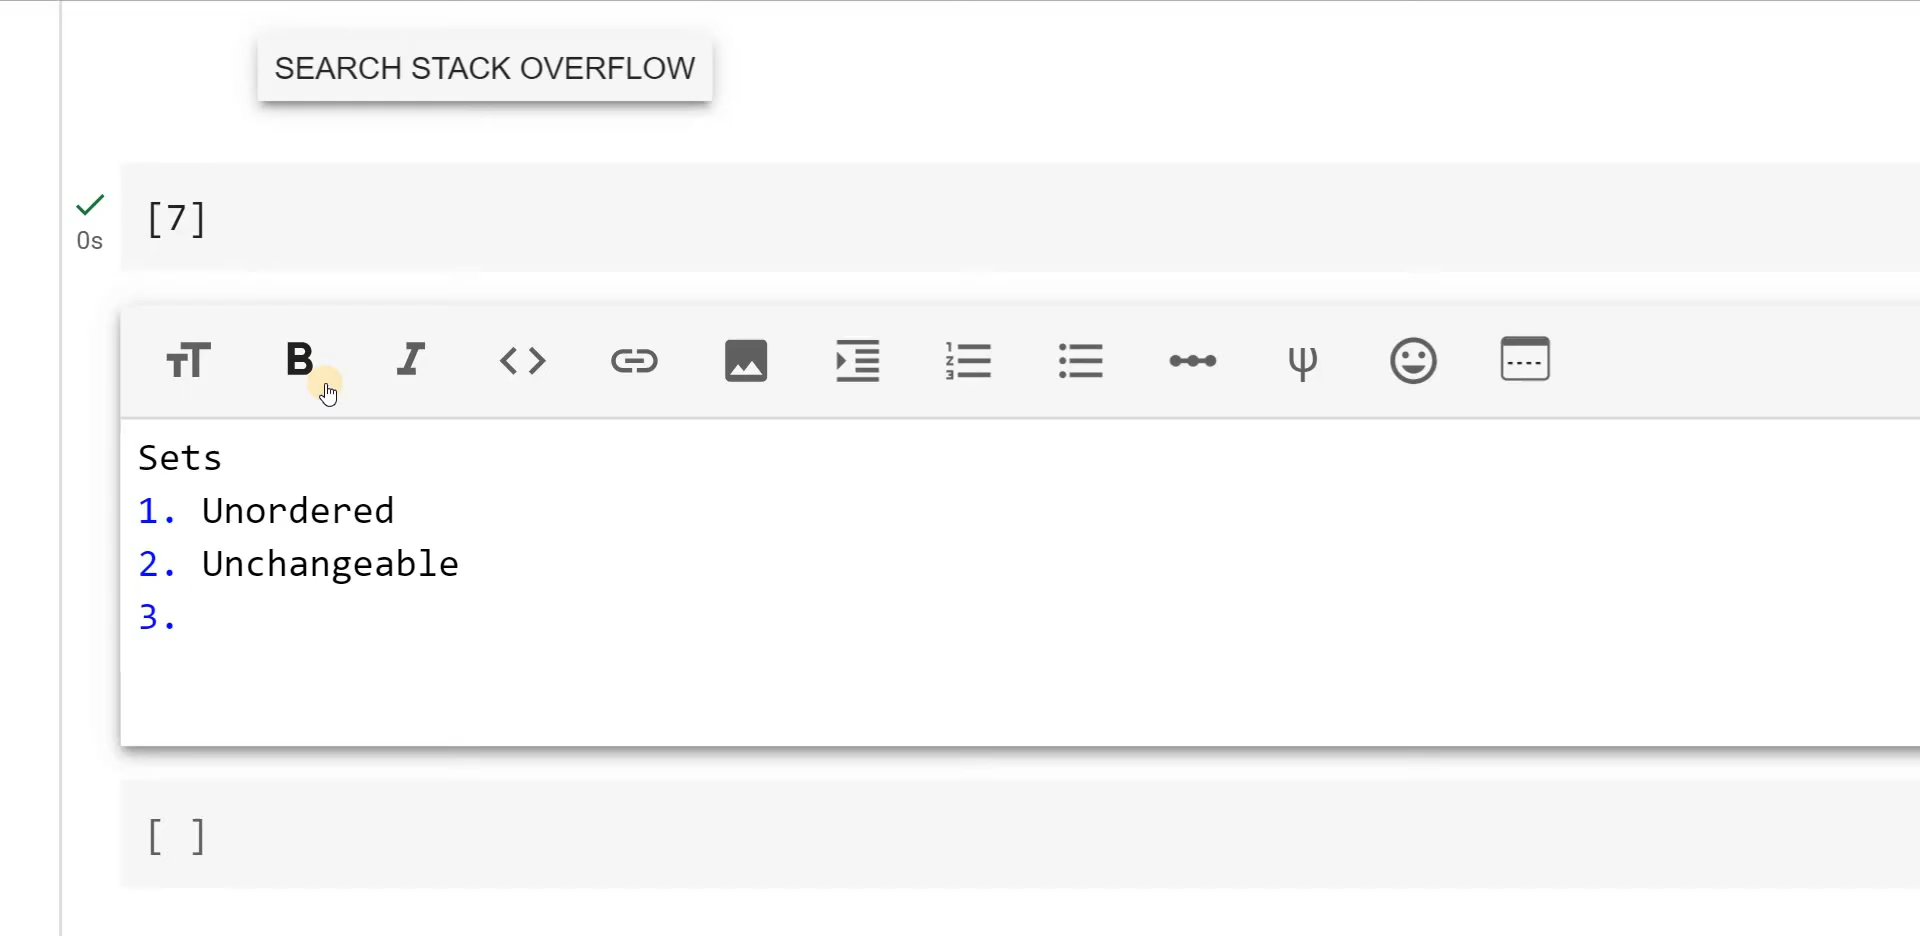 SEARCH STACK OVERFLOW
[7]
0s
Sets
1. Unordered
2. Unchangeable
3.
[ ]